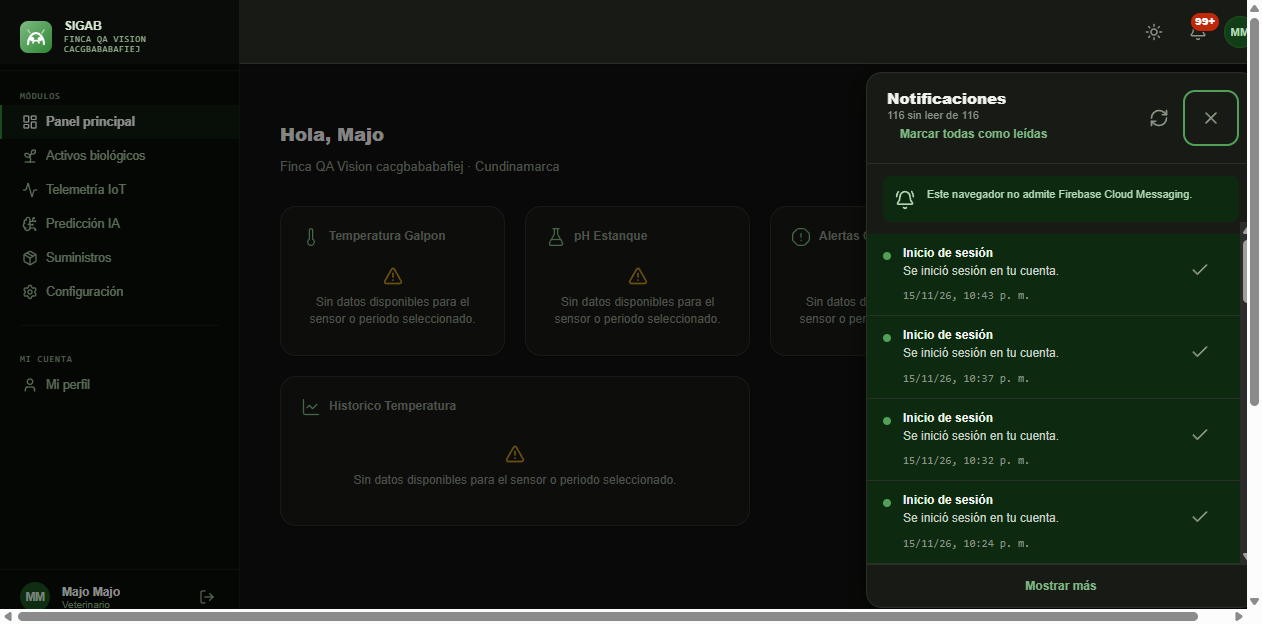 SIGAB
FINCA QA VISION
CACGBABABAFIEJ
MÓDULOS
Panel principal
Activos biológicos
Telemetría IoT
Predicción IA
Suministros
Configuración
MI CUENTA
Mi perfil
MM
Majo Majo
Veterinario
99+
MM
Hola, Majo
Finca QA Vision cacgbababafiej · Cundinamarca
Temperatura Galpon
Sin datos disponibles para el
sensor o periodo seleccionado.
pH Estanque
Sin datos disponibles para el
sensor o periodo seleccionado.
Alertas
Sin datos
sensor o
Historico Temperatura
Sin datos disponibles para el sensor o periodo seleccionado.
Notificaciones
116 sin leer de 116
Marcar todas como leídas
Este navegador no admite Firebase Cloud Messaging.
Inicio de sesión
Se inició sesión en tu cuenta.
15/11/26, 10:43 p. m.
Inicio de sesión
Se inició sesión en tu cuenta.
15/11/26, 10:37 p. m.
Inicio de sesión
Se inició sesión en tu cuenta.
15/11/26, 10:32 p. m.
Inicio de sesión
Se inició sesión en tu cuenta.
15/11/26, 10:24 p. m.
Mostrar más